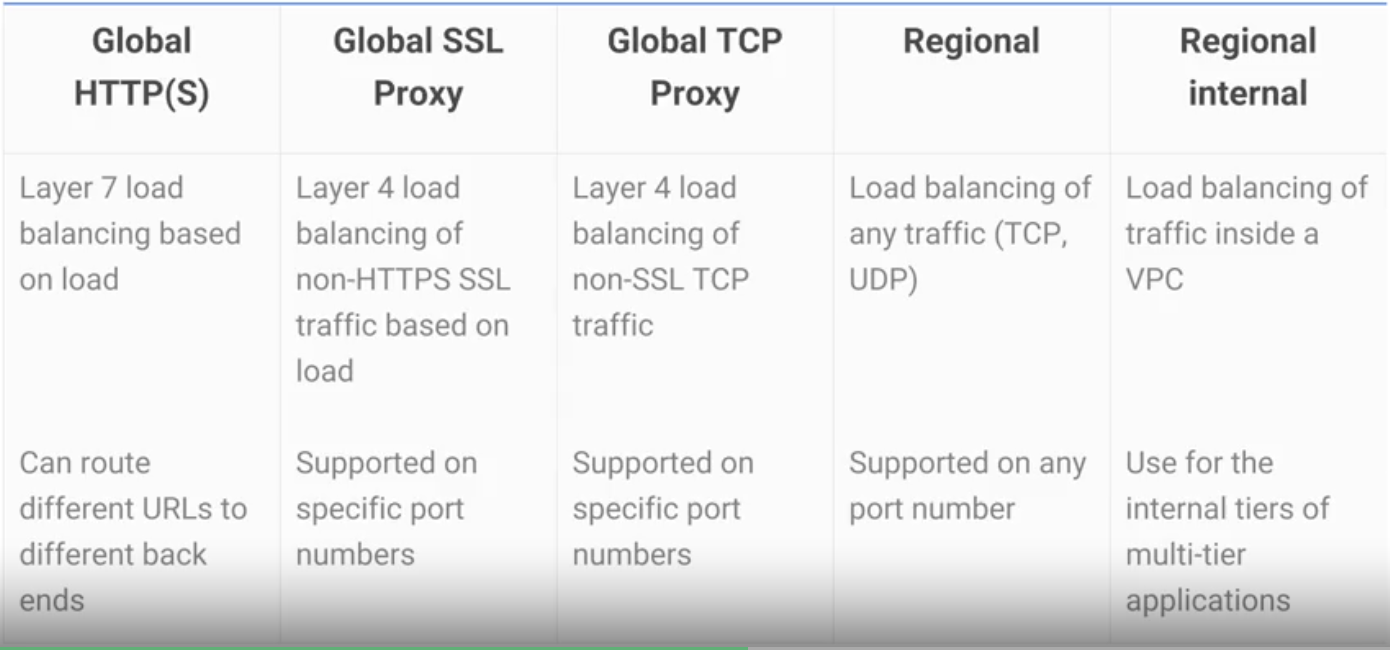 Global
HTTP(S)
Global SSL
Proxy
Global TCP
Proxy
Regional
Regional
internal
Layer 7 load
balancing based
on load
Layer 4 load
balancing of
non-HTTPS SSL
traffic based on
load
Layer 4 load
balancing of
non-SSL TCP
traffic
Load balancing of
any traffic (TCP,
UDP)
Load balancing of
traffic inside a
VPC
Can route
different URLs to
different back
ends
Supported on
specific port
numbers
Supported on
specific port
numbers
Supported on any
port number
Use for the
internal tiers of
multi-tier
applications